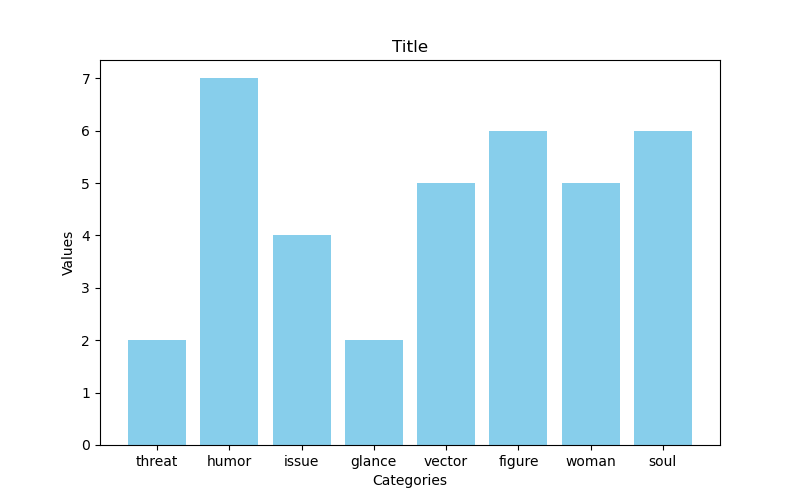 Title
7
6
5
4
3
2
1
0
Values
threat humor issue glance vector figure woman soul
Categories